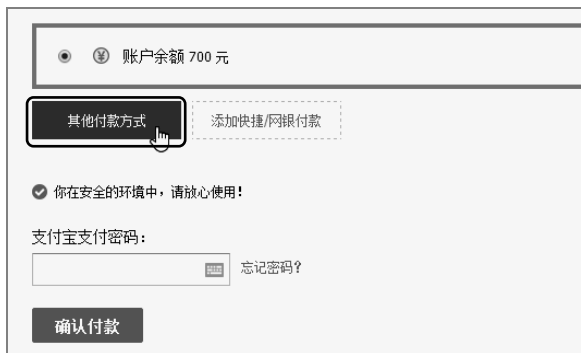 账户余额 700 元
其他付款方式 添加快捷/网银付款
你在安全的环境中，请放心使用！
支付宝支付密码：
忘记密码？
确认付款